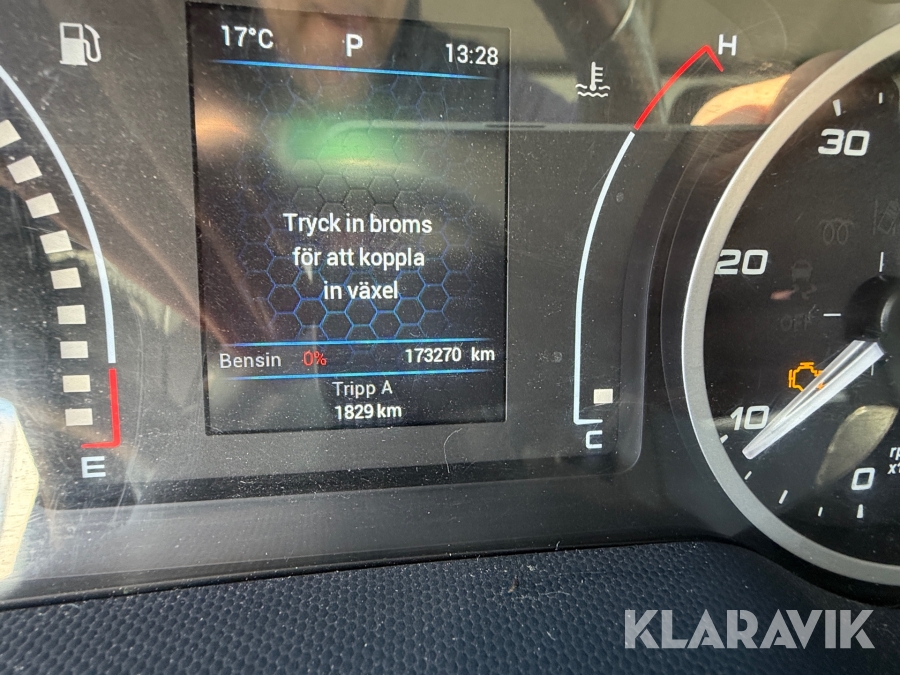 17°C P 13:28
H
30
Tryck in broms
för att koppla
in växel
20
OFF
Bensin 0% 173270 km
Tripp A
1829 km
10
E
C
0
KLARAVIK